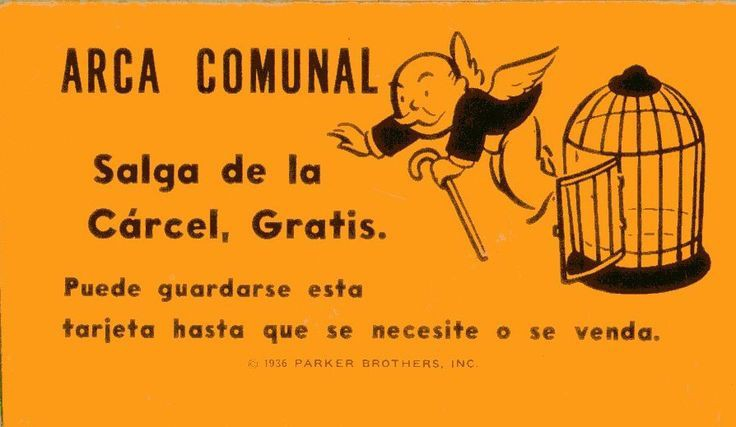 ARCA COMUNAL
Salga de la
Cárcel, Gratis.
Puede guardarse esta
tarjeta hasta que se necesite o se venda.
© 1936 PARKER BROTHERS, INC.